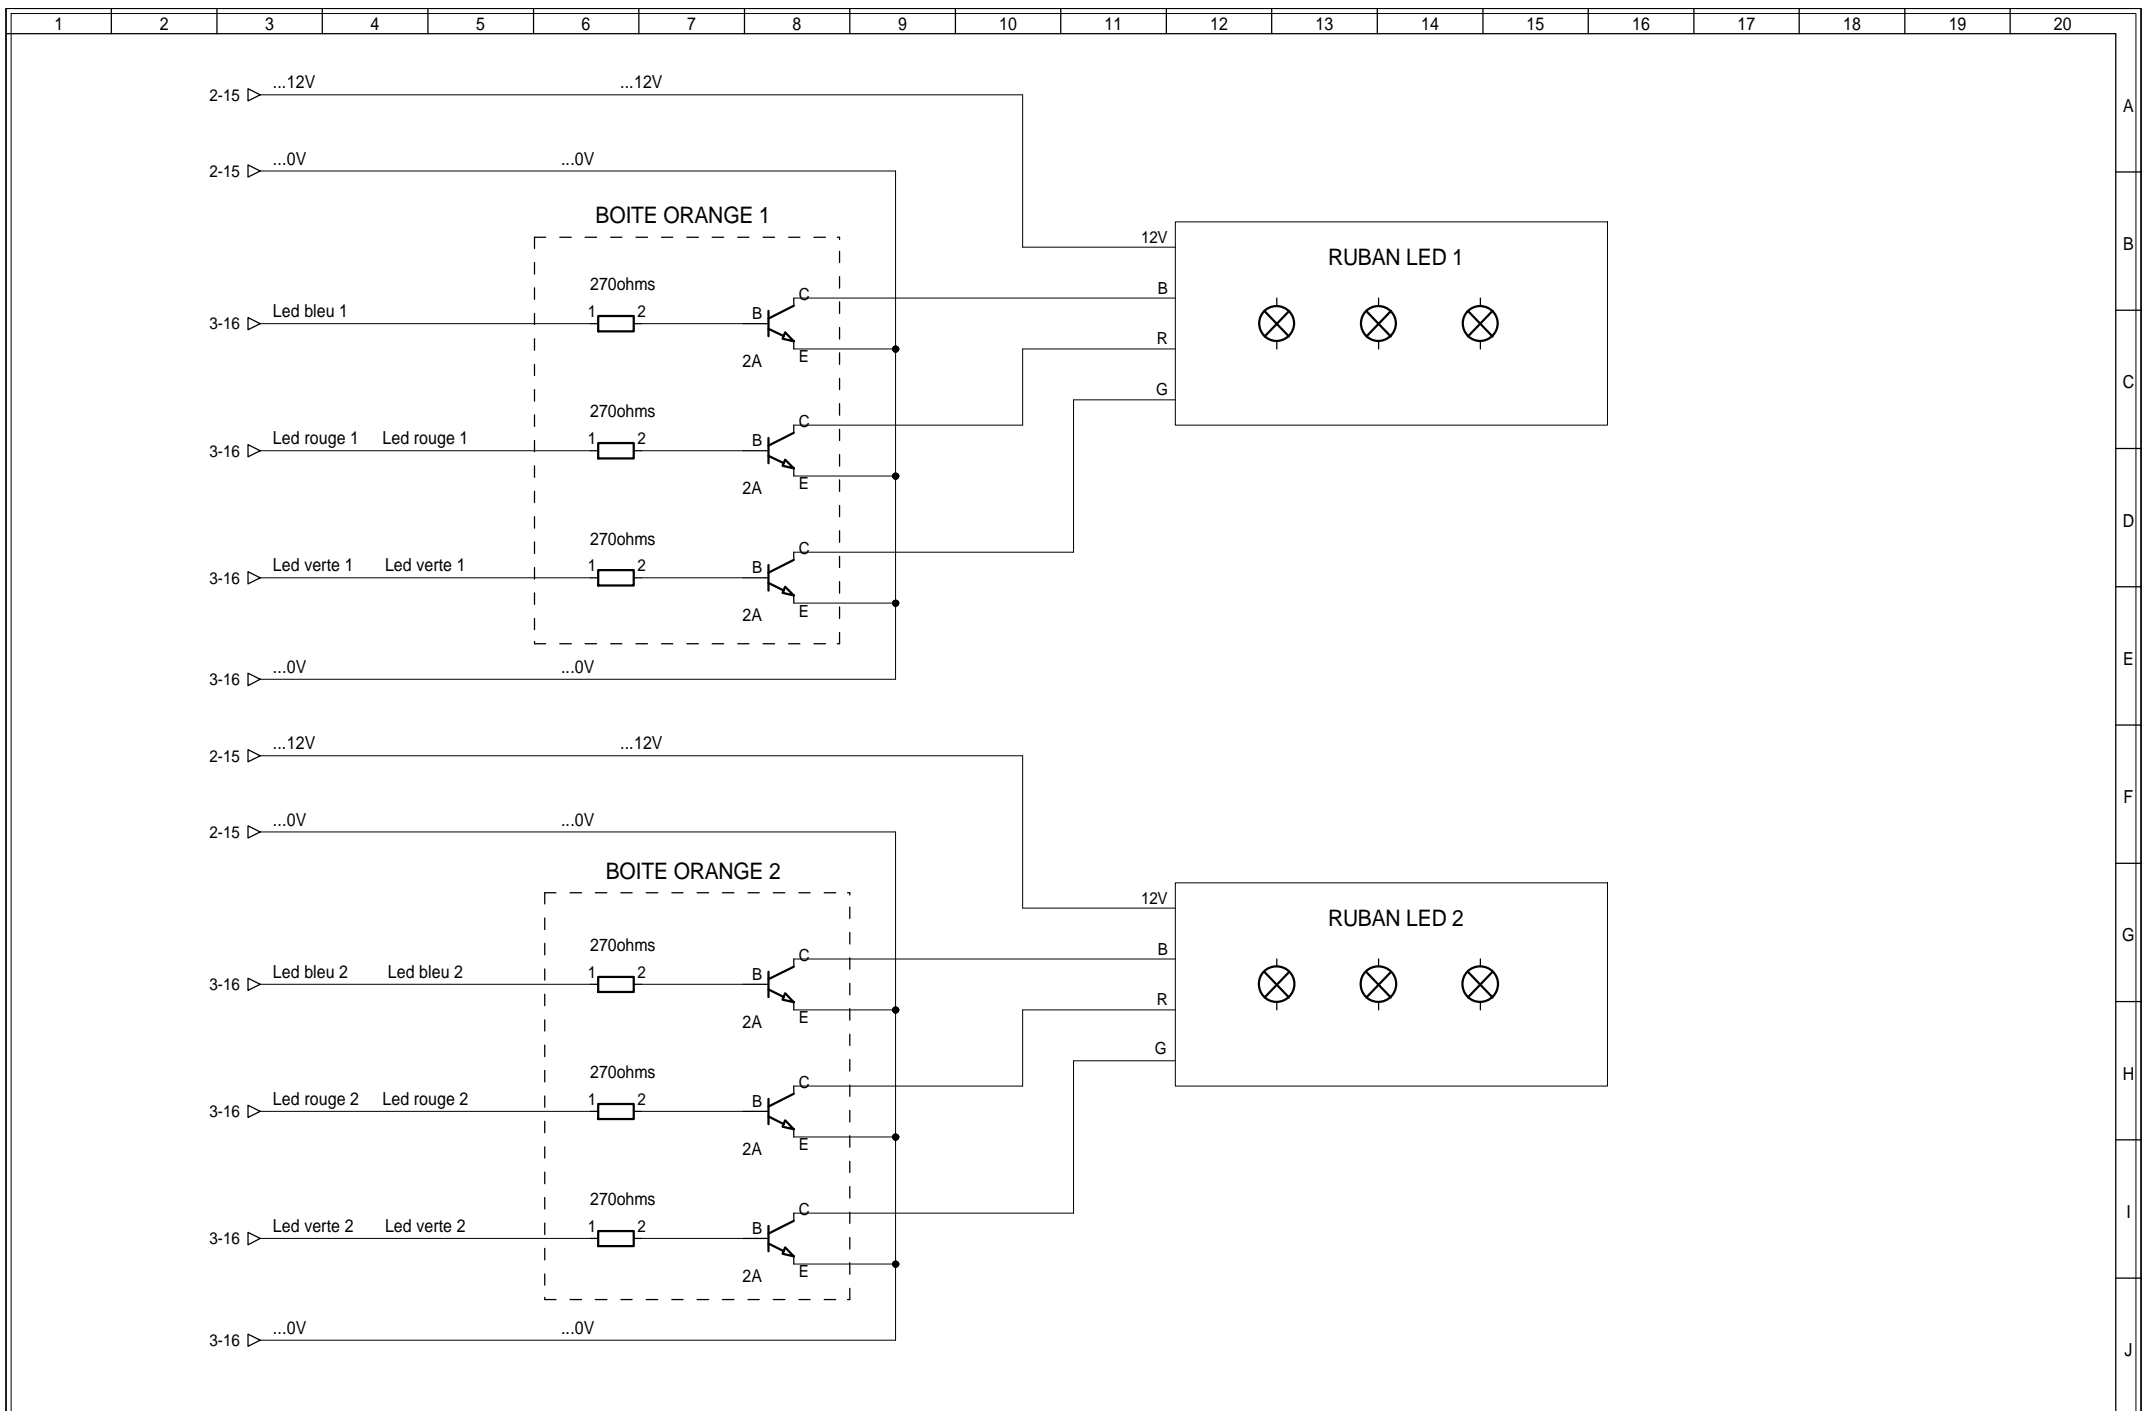 1 2 3 4 5 6 7 8 9 10 11 12 13 14 15 16 17 18 19 20
2-15 ...12V ...12V
A
2-15 ...0V ...0V
BOITE ORANGE 1
12V
B
RUBAN LED 1
270ohms
C
B
3-16 Led bleu 1
1 2 B
R
2A E
C
G
270ohms
C
3-16 Led rouge 1 Led rouge 1
1 2 B
2A E
D
270ohms
C
3-16 Led verte 1 Led verte 1
1 2 B
2A E
E
3-16 ...0V ...0V
2-15 ...12V ...12V
F
2-15 ...0V ...0V
BOITE ORANGE 2
12V
RUBAN LED 2
G
270ohms
C
B
3-16 Led bleu 2 Led bleu 2
1 2 B
R
2A E
G
270ohms
H
C
3-16 Led rouge 2 Led rouge 2
1 2 B
2A E
270ohms
C
I
3-16 Led verte 2 Led verte 2
1 2 B
2A E
3-16 ...0V ...0V
J